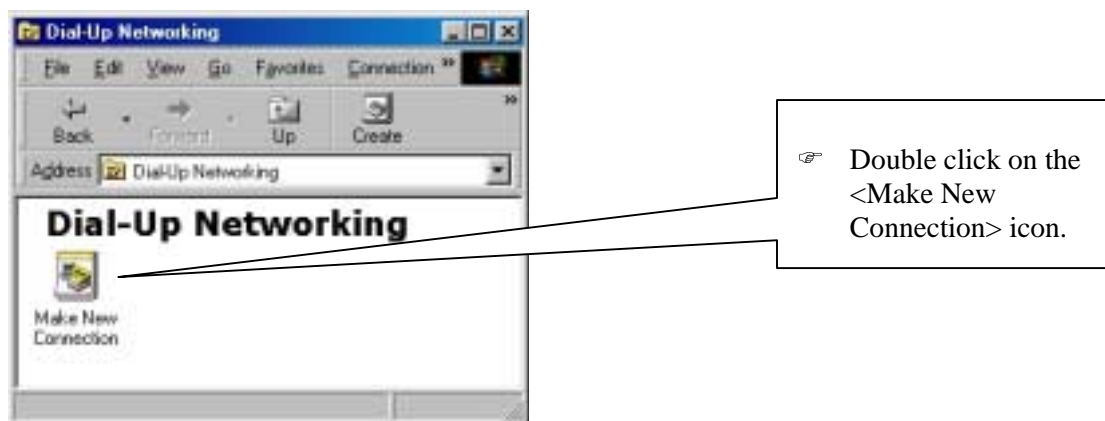 Dial-Up Networking
File Edit View Go Favorites Connection »
Back Forward Up Create »
Address Dial-Up Networking
Dial-Up Networking
Make New
Connection
☞ Double click on the
<Make New
Connection> icon.